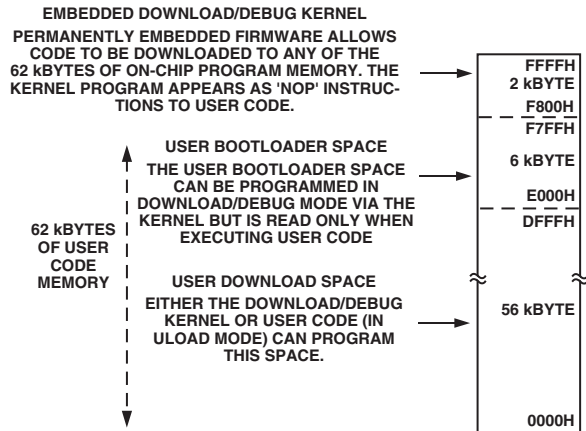 EMBEDDED DOWNLOAD/DEBUG KERNEL
PERMANENTLY EMBEDDED FIRMWARE ALLOWS
CODE TO BE DOWNLOADED TO ANY OF THE
62 kBYTES OF ON-CHIP PROGRAM MEMORY. THE
KERNEL PROGRAM APPEARS AS 'NOP' INSTRUC-
TIONS TO USER CODE.
FFFFH
2 kBYTE
F800H
F7FFH
USER BOOTLOADER SPACE
THE USER BOOTLOADER SPACE
CAN BE PROGRAMMED IN
DOWNLOAD/DEBUG MODE VIA THE
KERNEL BUT IS READ ONLY WHEN
EXECUTING USER CODE
6 kBYTE
E000H
DFFFH
62 kBYTES
OF USER
CODE
MEMORY
USER DOWNLOAD SPACE
EITHER THE DOWNLOAD/DEBUG
KERNEL OR USER CODE (IN
ULOAD MODE) CAN PROGRAM
THIS SPACE.
56 kBYTE
0000H